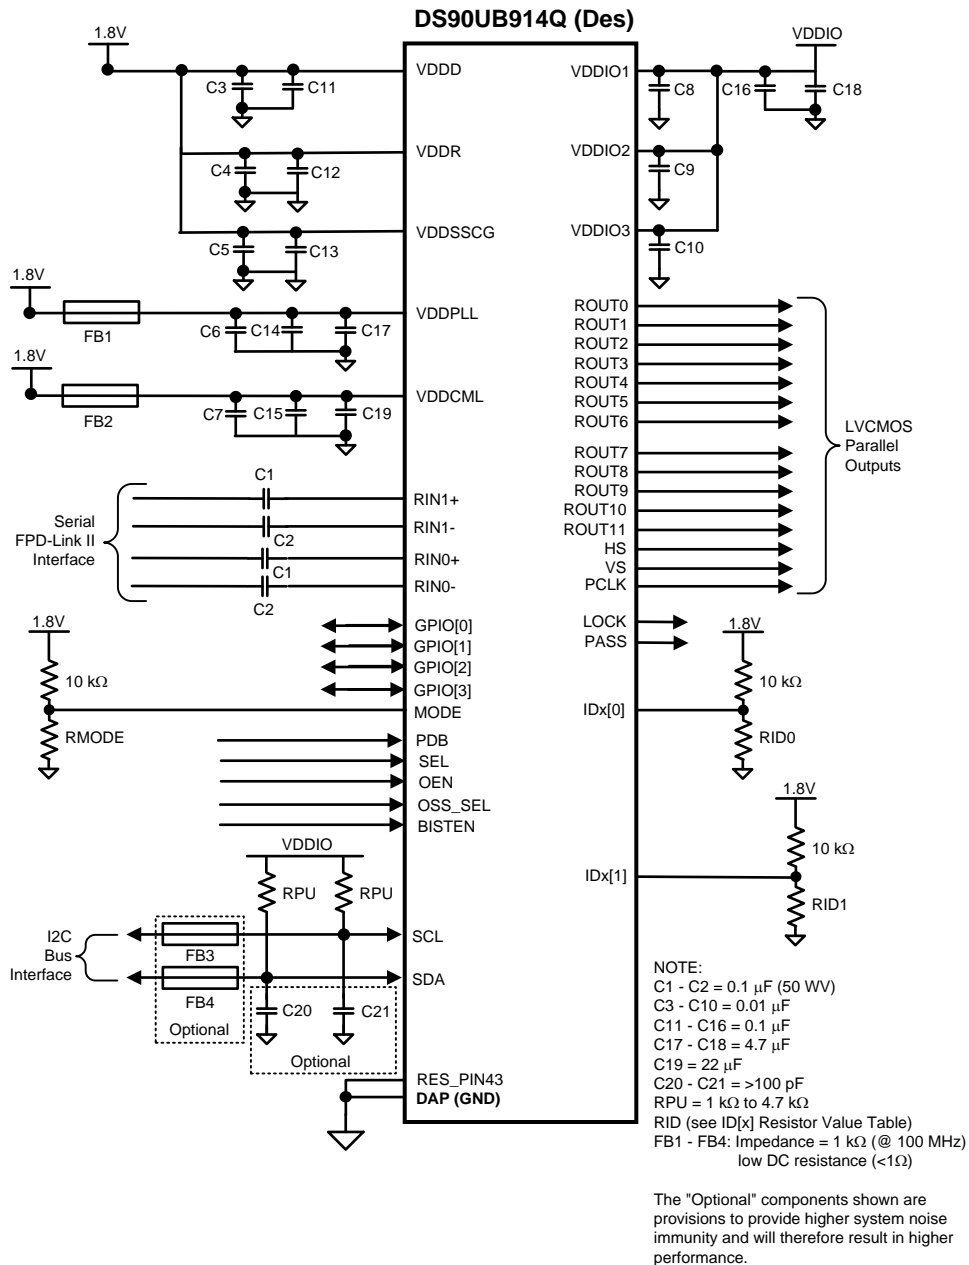 DS90UB914Q (Des)
1.8V
VDDIO
VDDD
VDDIO1
C3
C11
C8
C16
C18
VDDR
VDDIO2
C4
C12
C9
VDDSSCG
VDDIO3
C5
C13
C10
1.8V
VDDPLL
FB1
C6
C14
C17
1.8V
VDDCML
FB2
C7
C15
C19
ROUT0
ROUT1
ROUT2
ROUT3
ROUT4
ROUT5
ROUT6
ROUT7
ROUT8
ROUT9
ROUT10
ROUT11
HS
VS
PCLK
LVCMOS
Parallel
Outputs
Serial
FPD-Link II
Interface
C1
RIN1+
RIN1-
C2
RIN0+
C1
RIN0-
C2
LOCK
PASS
GPIO[0]
GPIO[1]
GPIO[2]
GPIO[3]
1.8V
10 kΩ
MODE
RMODE
1.8V
10 kΩ
IDx[0]
RID0
PDB
SEL
OEN
OSS_SEL
BISTEN
1.8V
10 kΩ
IDx[1]
RID1
VDDIO
RPU
RPU
I2C
Bus
Interface
FB3
SCL
FB4
SDA
Optional
C20
C21
Optional
RES_PIN43
DAP (GND)
NOTE:
C1 - C2 = 0.1 μF (50 WV)
C3 - C10 = 0.01 μF
C11 - C16 = 0.1 μF
C17 - C18 = 4.7 μF
C19 = 22 μF
C20 - C21 = >100 pF
RPU = 1 kΩ to 4.7 kΩ
RID (see ID[x] Resistor Value Table)
FB1 - FB4: Impedance = 1 kΩ (@ 100 MHz)
low DC resistance (<1Ω)
The "Optional" components shown are
provisions to provide higher system noise
immunity and will therefore result in higher
performance.